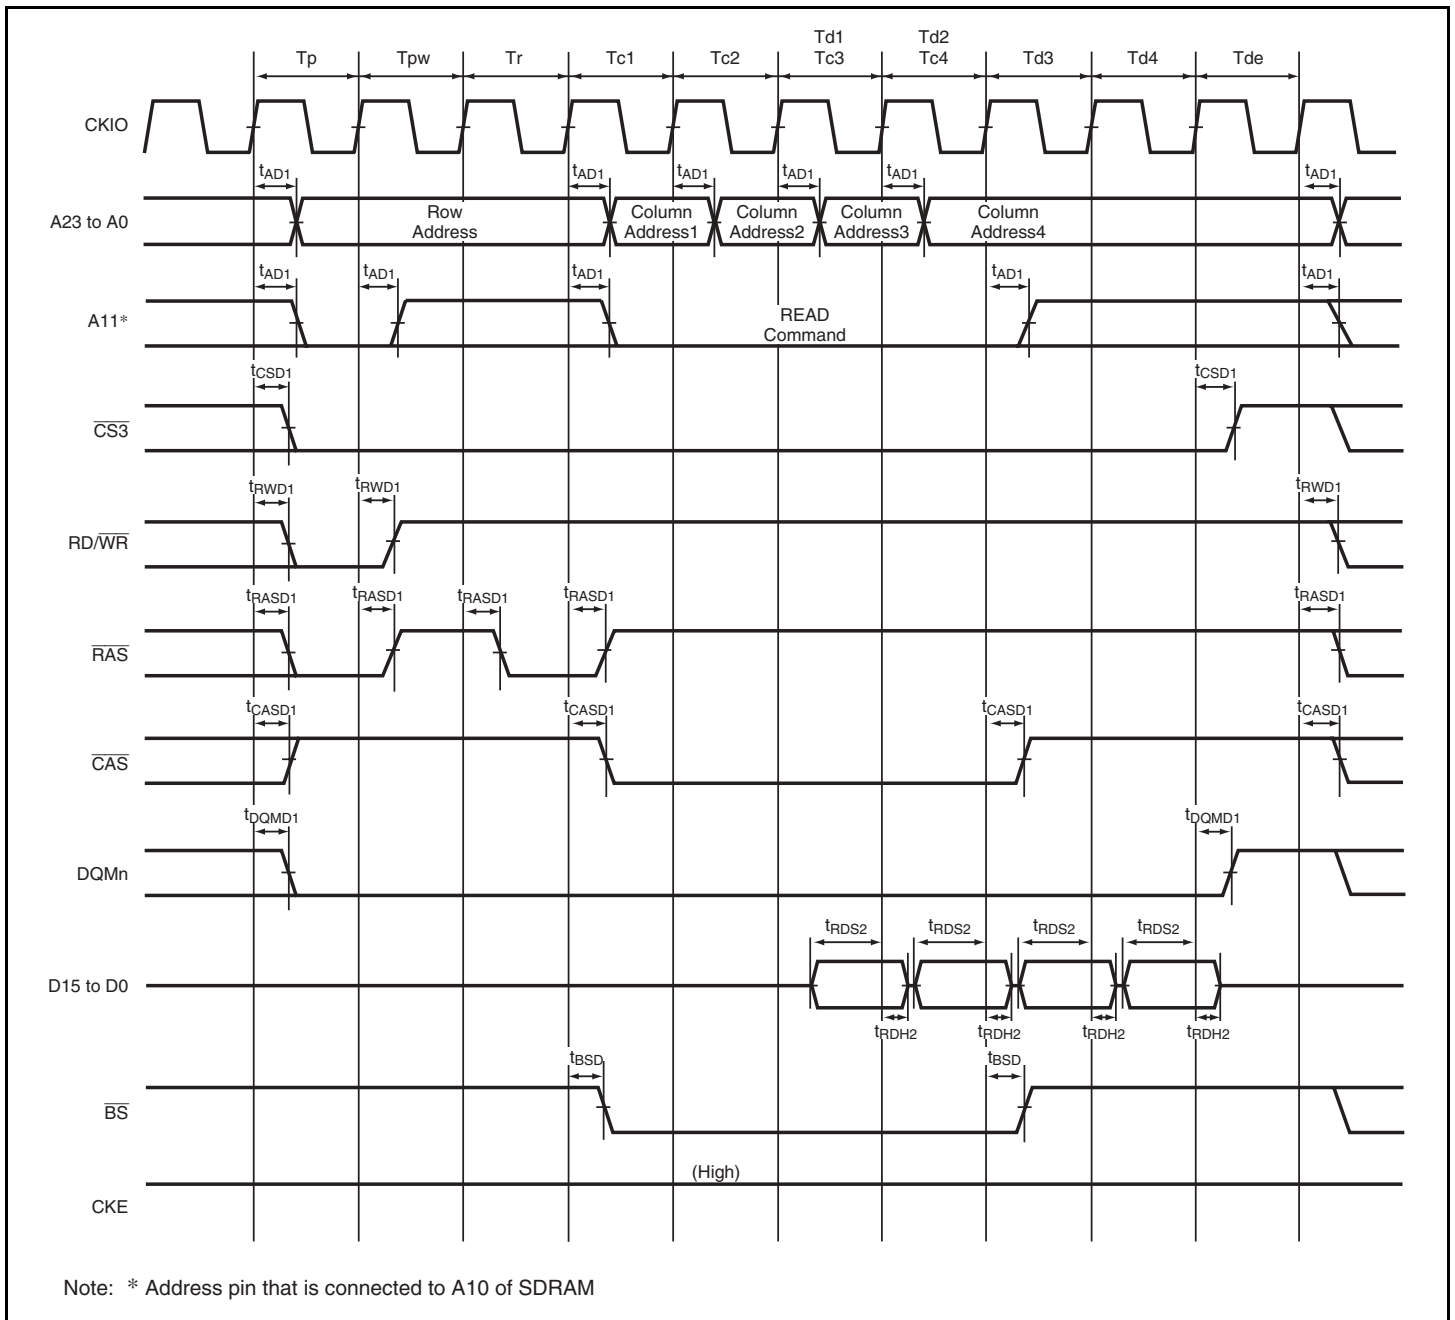 Td1 Td2
Tp Tpw Tr Tc1 Tc2 Tc3 Tc4 Td3 Td4 Tde
CKIO
tAD1 tAD1 tAD1 tAD1 tAD1 tAD1
A23 to A0
Row Address
Column Address1
Column Address2
Column Address3
Column Address4
tAD1 tAD1 tAD1 tAD1 tAD1
A11*
READ Command
tCSD1 tCSD1
CS3
tRWD1 tRWD1 tRWD1
RD/WR
tRASD1 tRASD1 tRASD1 tRASD1 tRASD1
RAS
tCASD1 tCASD1 tCASD1 tCASD1
CAS
tDQMD1 tDQMD1
DQMn
tRDS2 tRDS2 tRDS2 tRDS2
D15 to D0
tRDH2 tRDH2 tRDH2 tRDH2
tBSD tBSD
BS
(High)
CKE
Note: * Address pin that is connected to A10 of SDRAM